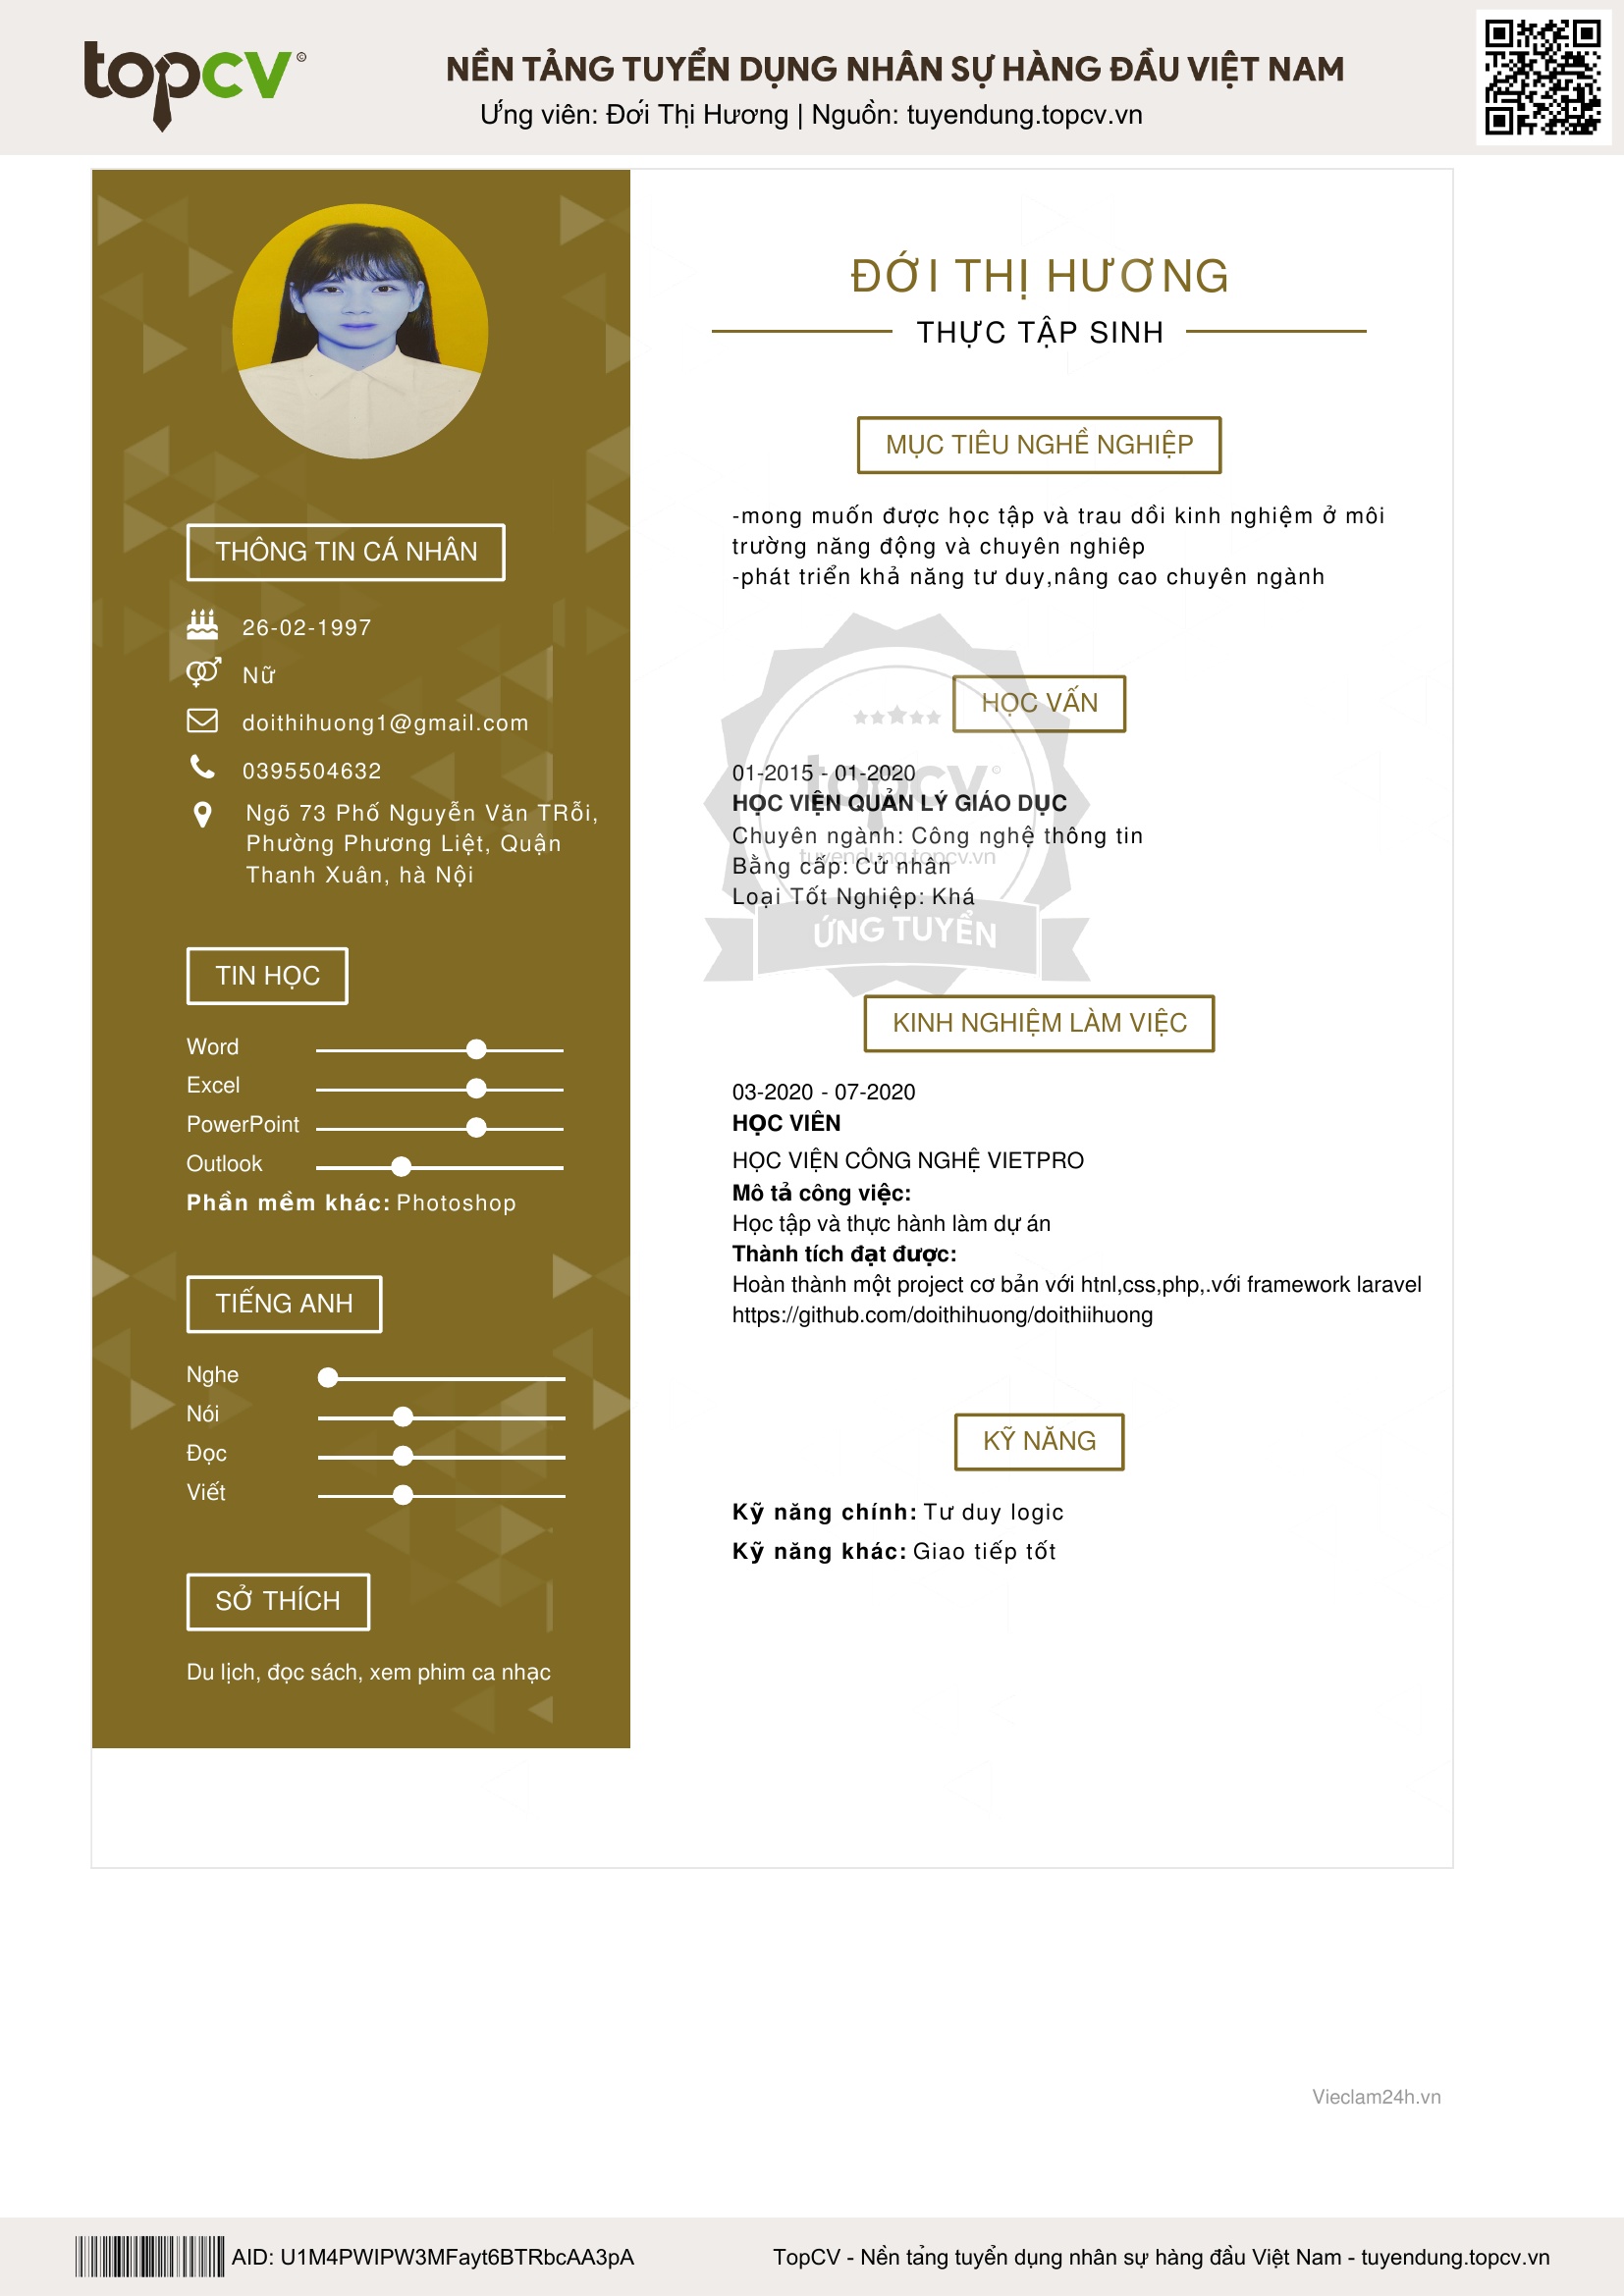 topcv
NỀN TẢNG TUYỂN DỤNG NHÂN SỰ HÀNG ĐẦU VIỆT NAM
Ứng viên: Đới Thị Hương | Nguồn: tuyendung.topcv.vn
THÔNG TIN CÁ NHÂN
26-02-1997
Nữ
doithihuong1@gmail.com
0395504632
Ngõ 73 Phố Nguyễn Văn TRỗi,
Phường Phương Liệt, Quận
Thanh Xuân, hà Nội
TIN HỌC
Word
Excel
PowerPoint
Outlook
Phần mềm khác: Photoshop
TIẾNG ANH
Nghe
Nói
Đọc
Viết
SỞ THÍCH
Du lịch, đọc sách, xem phim ca nhạc
ĐỚI THỊ HƯƠNG
THỰC TẬP SINH
MỤC TIÊU NGHỀ NGHIỆP
-mong muốn được học tập và trau dồi kinh nghiệm ở môi
trường năng động và chuyên nghiêp
-phát triển khả năng tư duy,nâng cao chuyên ngành
HỌC VẤN
topcv
01-2015 - 01-2020
HỌC VIỆN QUẢN LÝ GIÁO DỤC
Chuyên ngành: Công nghệ thông tin
tuyendung.topcv.vn
Bằng cấp: Cử nhân
Loại Tốt Nghiệp: Khá
ỨNG TUYỂN
KINH NGHIỆM LÀM VIỆC
03-2020 - 07-2020
HỌC VIÊN
HỌC VIỆN CÔNG NGHỆ VIETPRO
Mô tả công việc:
Học tập và thực hành làm dự án
Thành tích đạt được:
Hoàn thành một project cơ bản với htnl,css,php,.với framework laravel
https://github.com/doithihuong/doithiihuong
KỸ NĂNG
Kỹ năng chính: Tư duy logic
Kỹ năng khác: Giao tiếp tốt
Vieclam24h.vn
AID: U1M4PWIPW3MFayt6BTRbcAA3pA
TopCV - Nền tảng tuyển dụng nhân sự hàng đầu Việt Nam - tuyendung.topcv.vn